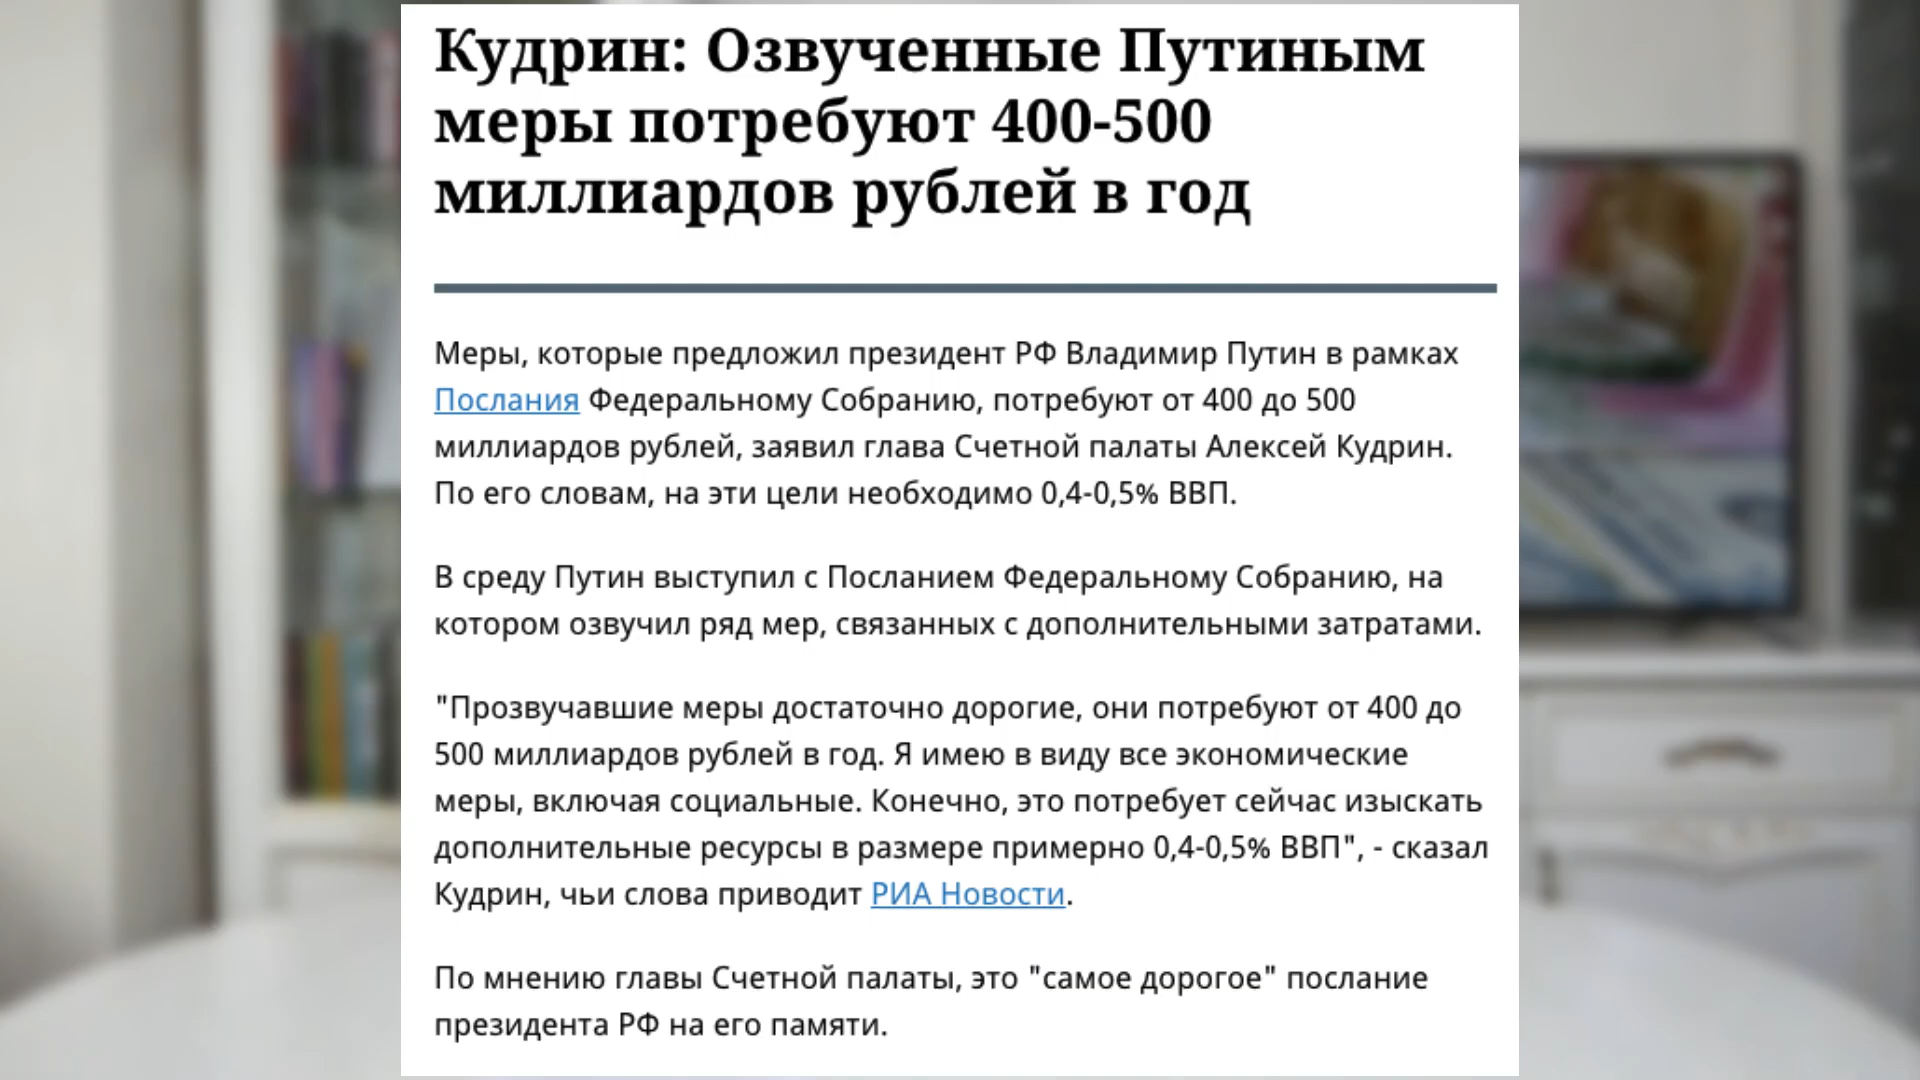 Кудрин: Озвученные Путиным
меры потребуют 400-500
миллиардов рублей в год
Меры, которые предложил президент РФ Владимир Путин в рамках
Послания Федеральному Собранию, потребуют от 400 до 500
миллиардов рублей, заявил глава Счетной палаты Алексей Кудрин.
По его словам, на эти цели необходимо 0,4-0,5% ВВП.
В среду Путин выступил с Посланием Федеральному Собранию, на
котором озвучил ряд мер, связанных с дополнительными затратами.
"Прозвучавшие меры достаточно дорогие, они потребуют от 400 до
500 миллиардов рублей в год. Я имею в виду все экономические
меры, включая социальные. Конечно, это потребует сейчас изыскать
дополнительные ресурсы в размере примерно 0,4-0,5% ВВП", - сказал
Кудрин, чьи слова приводит РИА Новости.
По мнению главы Счетной палаты, это "самое дорогое" послание
президента РФ на его памяти.